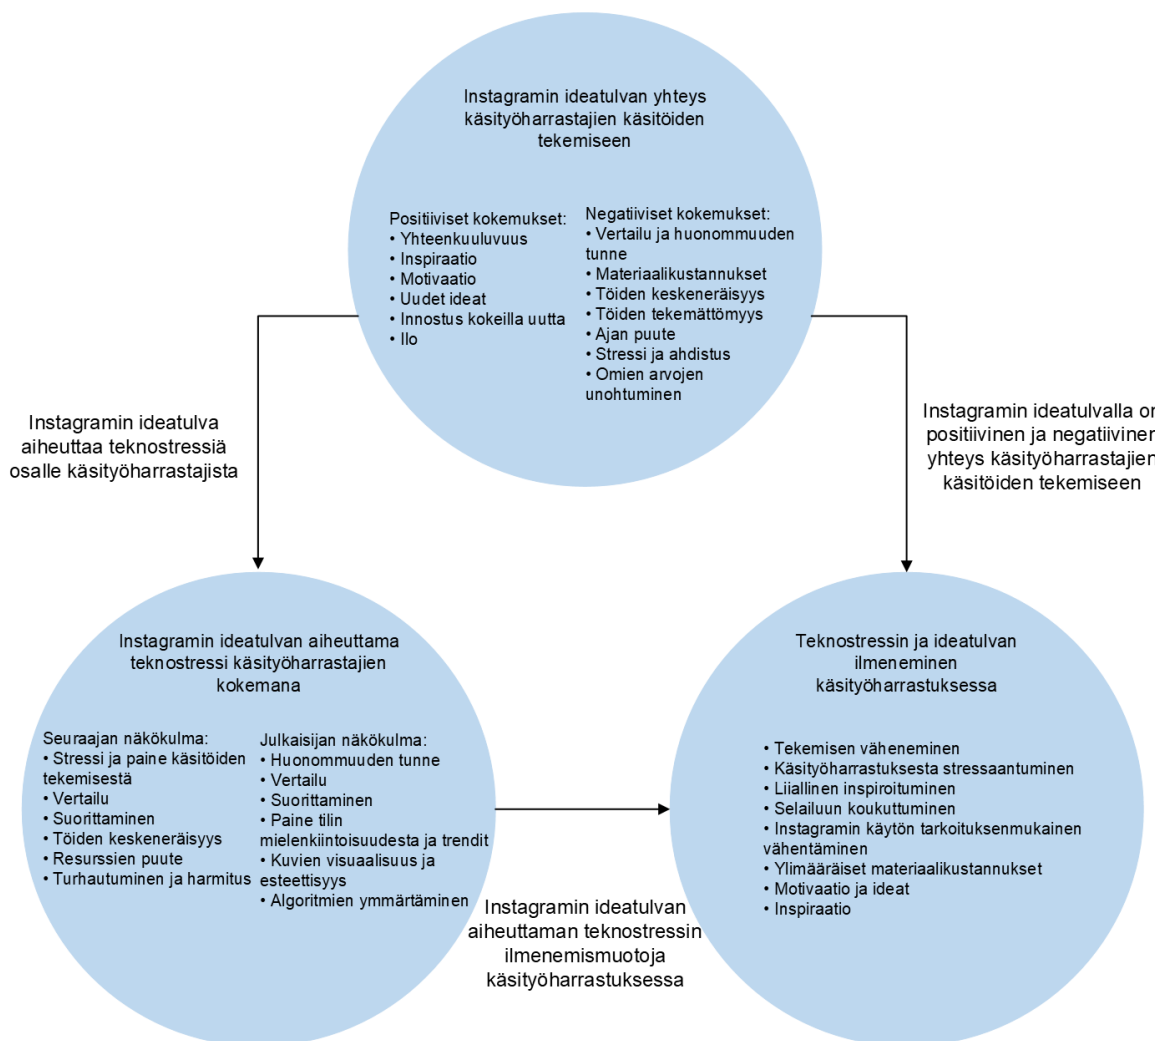 Instagramin ideatulvan yhteys
käsityöharrastajien käsitöiden
tekemiseen
Positiiviset kokemukset:
• Yhteenkuuluvuus
• Inspiraatio
• Motivaatio
• Uudet ideat
• Innostus kokeilla uutta
• Ilo
Negatiiviset kokemukset:
• Vertailu ja huonommuuden
tunne
• Materiaalikustannukset
• Töiden keskeneräisyys
• Töiden tekemättömyys
• Ajan puute
• Stressi ja ahdistus
• Omien arvojen
unohtuminen
Instagramin ideatulva
aiheuttaa teknostressiä
osalle käsityöharrastajista
Instagramin ideatulvalla on
positiivinen ja negatiivinen
yhteys käsityöharrastajien
käsitöiden tekemiseen
Instagramin ideatulvan aiheuttama
teknostressi käsityöharrastajien
kokemana
Seuraajan näkökulma:
• Stressi ja paine käsitöiden
tekemisestä
• Vertailu
• Suorittaminen
• Töiden keskeneräisyys
• Resurssien puute
• Turhautuminen ja harmitus
Julkaisijan näkökulma:
• Huonommuuden tunne
• Vertailu
• Suorittaminen
• Paine tilin
mielenkiintoisuudesta ja trendit
• Kuvien visuaalisuus ja
esteettisyys
• Algoritmien ymmärtäminen
Instagramin ideatulvan
aiheuttaman teknostressin
ilmenemismuotoja
käsityöharrastuksessa
Teknostressin ja ideatulvan
ilmeneminen
käsityöharrastuksessa
• Tekemisen väheneminen
• Käsityöharrastuksesta stressaantuminen
• Liiallinen inspiroituminen
• Selailuun koukuttuminen
• Instagramin käytön tarkoituksenmukainen
vähentäminen
• Ylimääräiset materiaalikustannukset
• Motivaatio ja ideat
• Inspiraatio